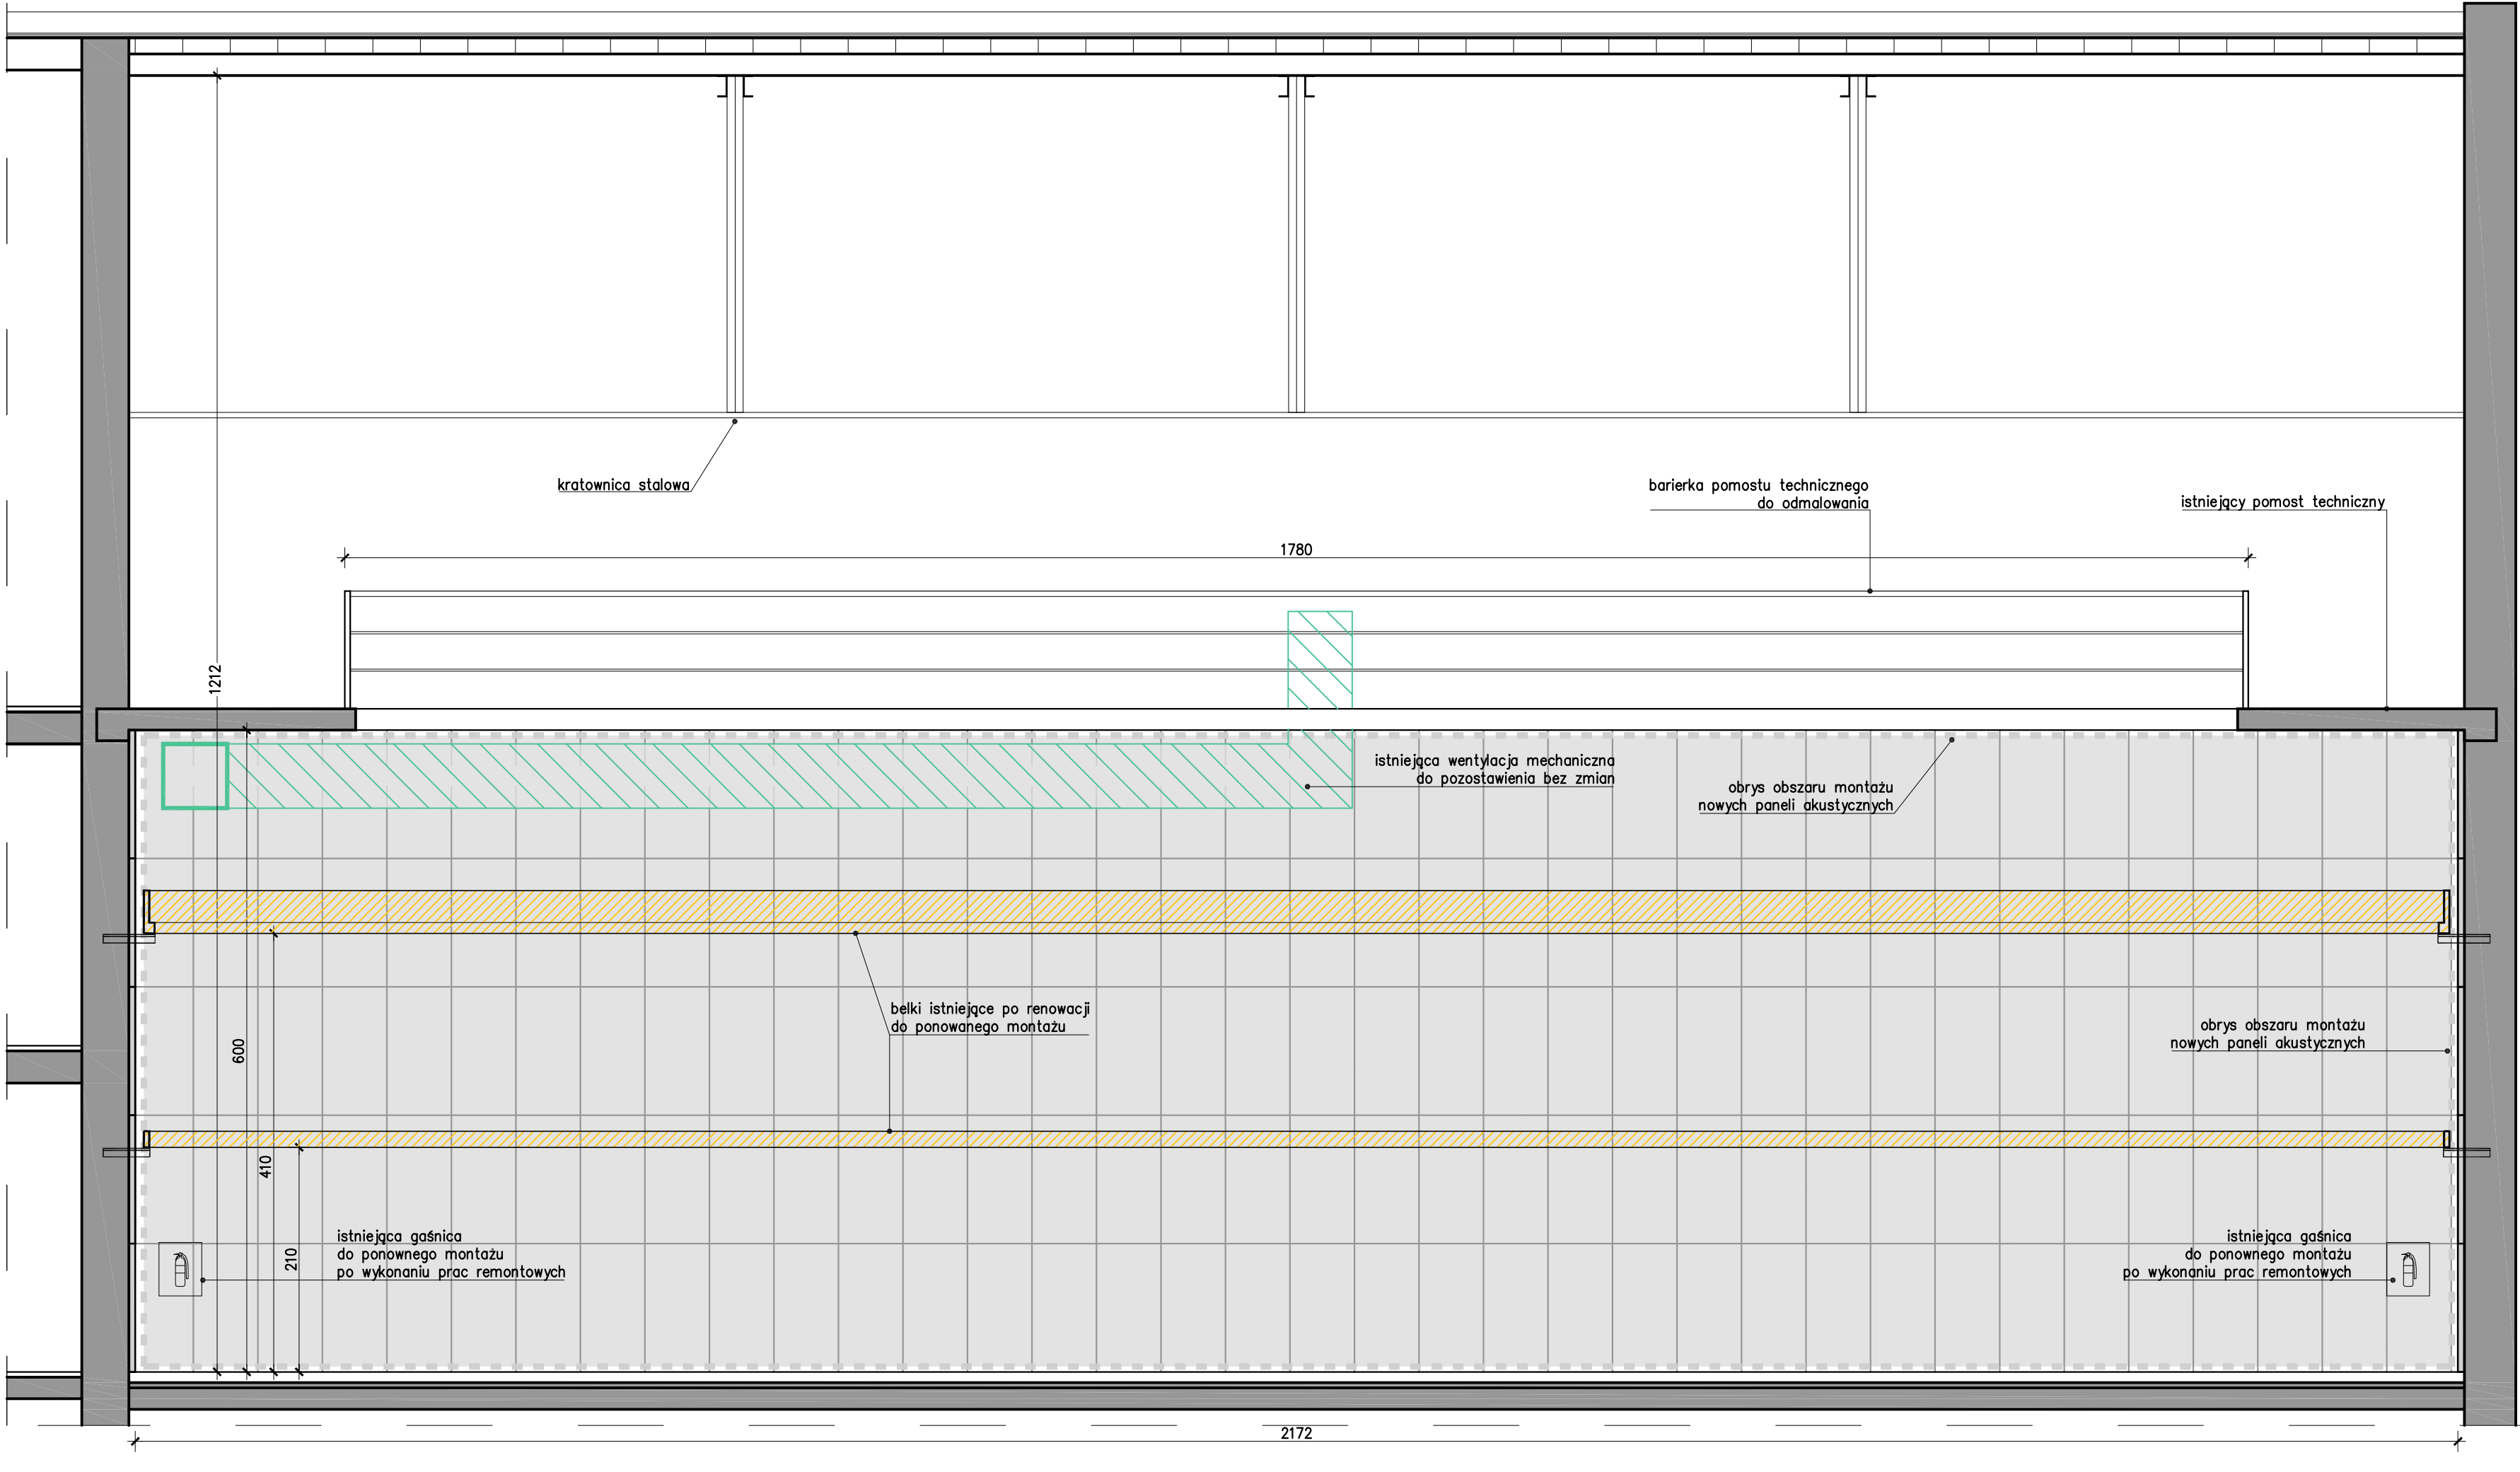 kratownica stalowa
barierka pomostu technicznego
do odmalowania
istniejący pomost techniczny
1780
1212
istniejąca wentylacja mechaniczna
do pozostawienia bez zmian
obrys obszaru montażu
nowych paneli akustycznych
belki istniejące po renowacji
do ponowanego montażu
obrys obszaru montażu
nowych paneli akustycznych
600
410
210
istniejąca gaśnica
do ponownego montażu
po wykonaniu prac remontowych
istniejąca gaśnica
do ponownego montażu
po wykonaniu prac remontowych
2172